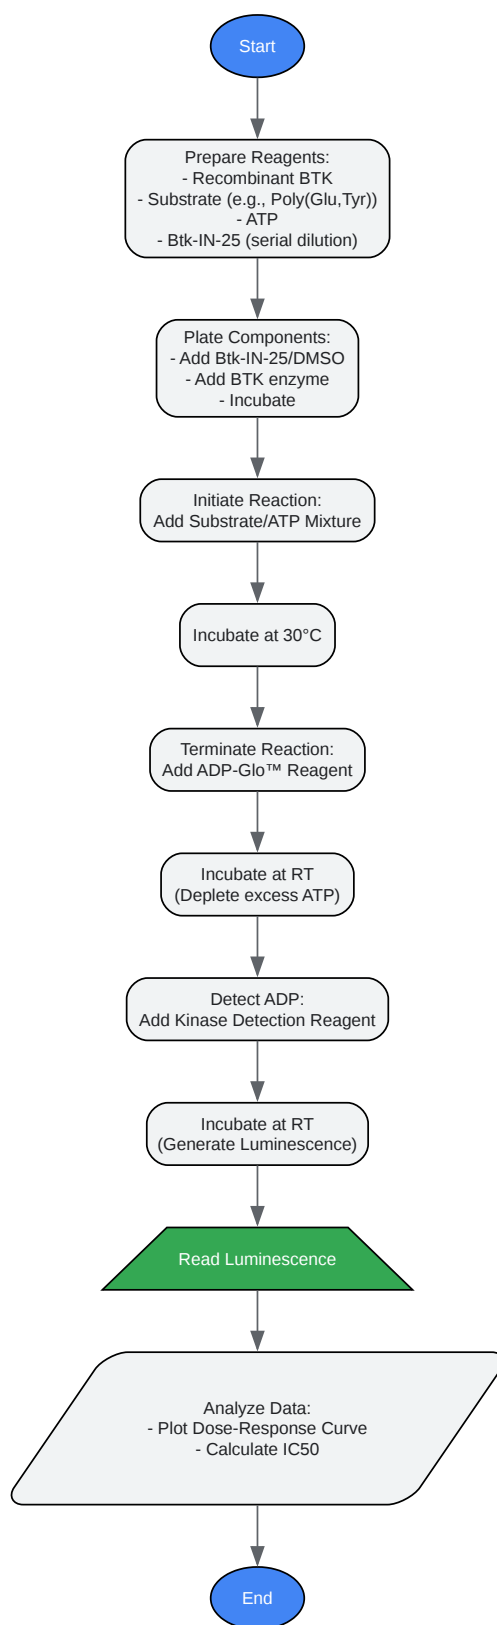 Start
Prepare Reagents:
- Recombinant BTK
- Substrate (e.g., Poly(Glu,Tyr))
- ATP
- Btk-IN-25 (serial dilution)
Plate Components:
- Add Btk-IN-25/DMSO
- Add BTK enzyme
- Incubate
Initiate Reaction:
Add Substrate/ATP Mixture
Incubate at 30°C
Terminate Reaction:
Add ADP-Glo™ Reagent
Incubate at RT
(Deplete excess ATP)
Detect ADP:
Add Kinase Detection Reagent
Incubate at RT
(Generate Luminescence)
Read Luminescence
Analyze Data:
- Plot Dose-Response Curve
- Calculate IC50
End